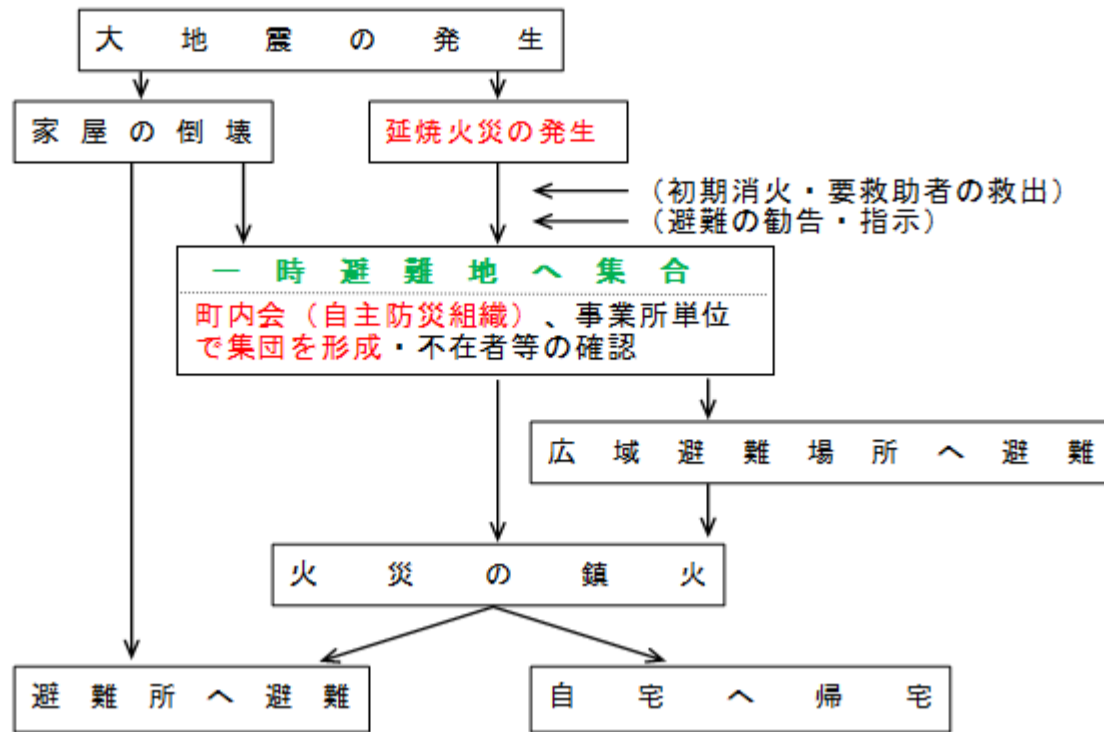 大地震の発生
家屋の倒壊
延焼火災の発生
（初期消火・要救助者の救出）
（避難の勧告・指示）
一時避難地へ集合
町内会（自主防災組織）、事業所単位
で集団を形成・不在者等の確認
広域避難場所へ避難
火災の鎮火
避難所へ避難
自宅へ帰宅